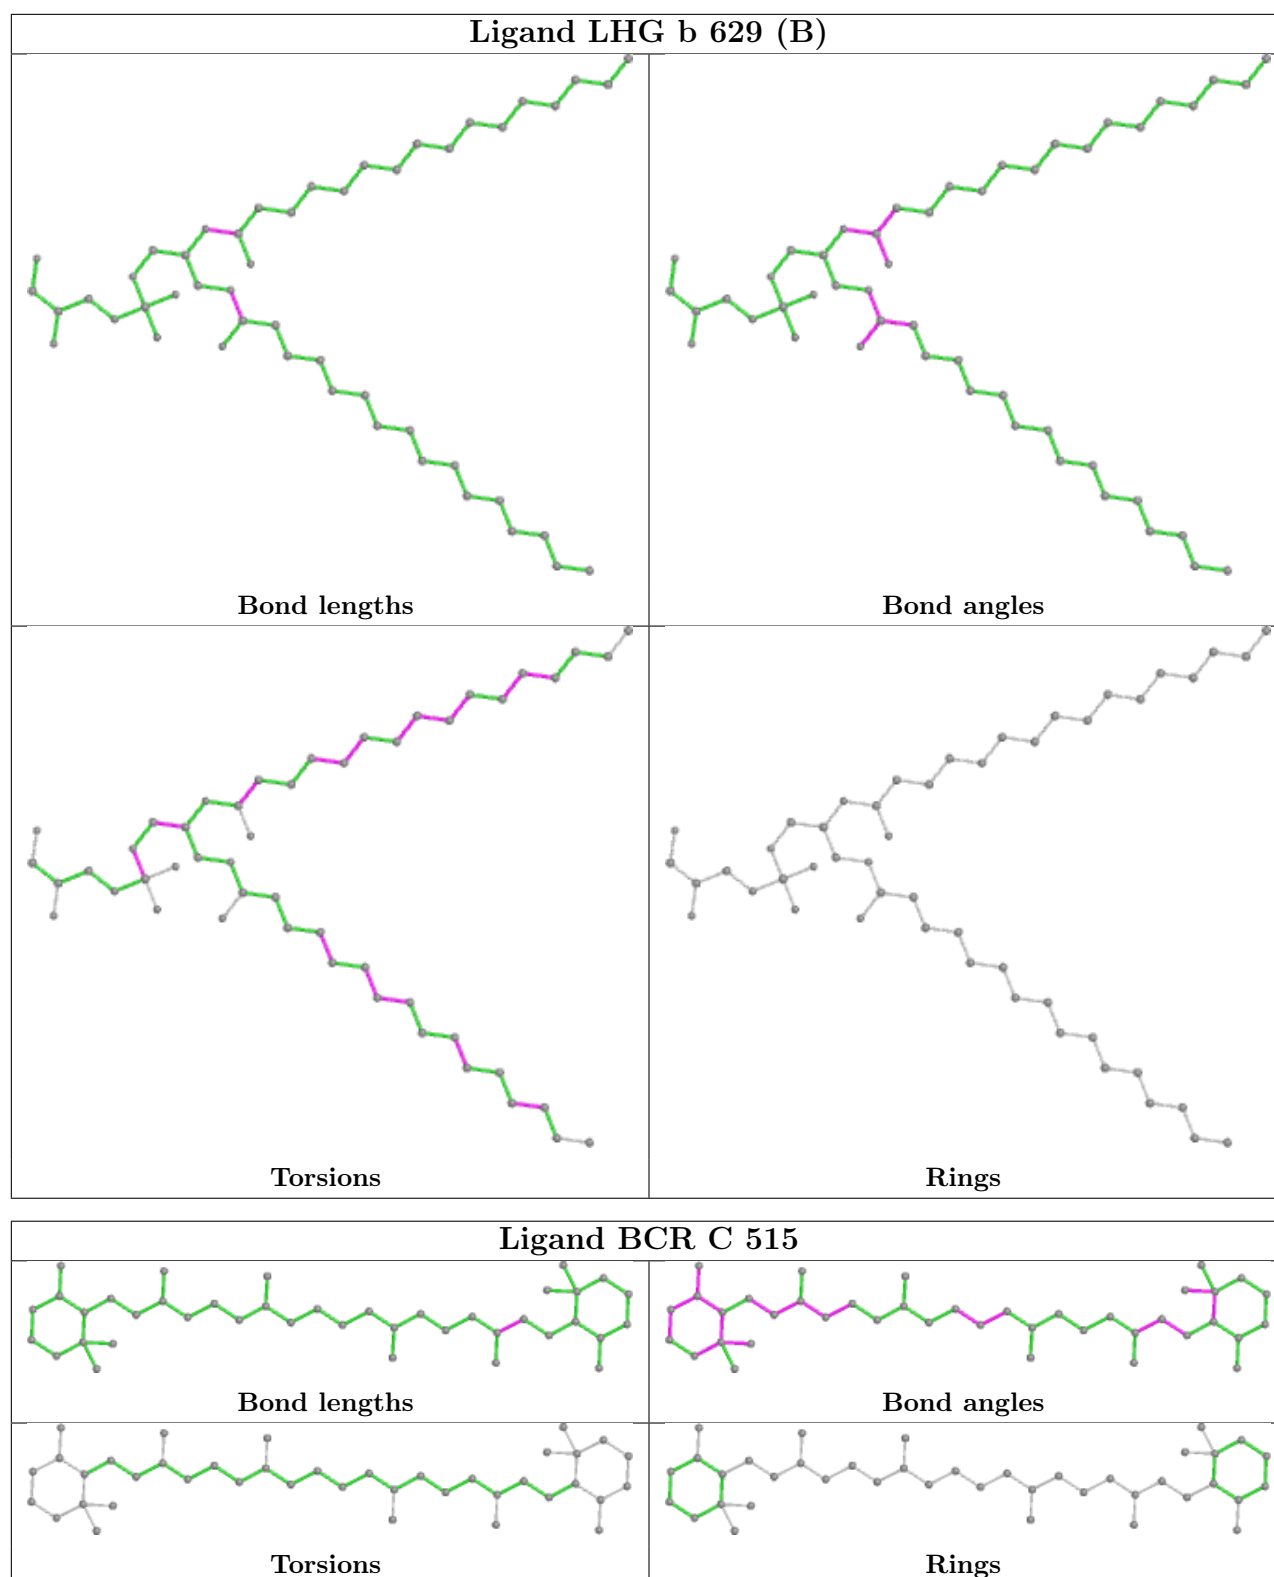 Ligand LHG b 629 (B)
Bond lengths
Bond angles
Torsions
Rings
Ligand BCR C 515
Bond lengths
Bond angles
Torsions
Rings